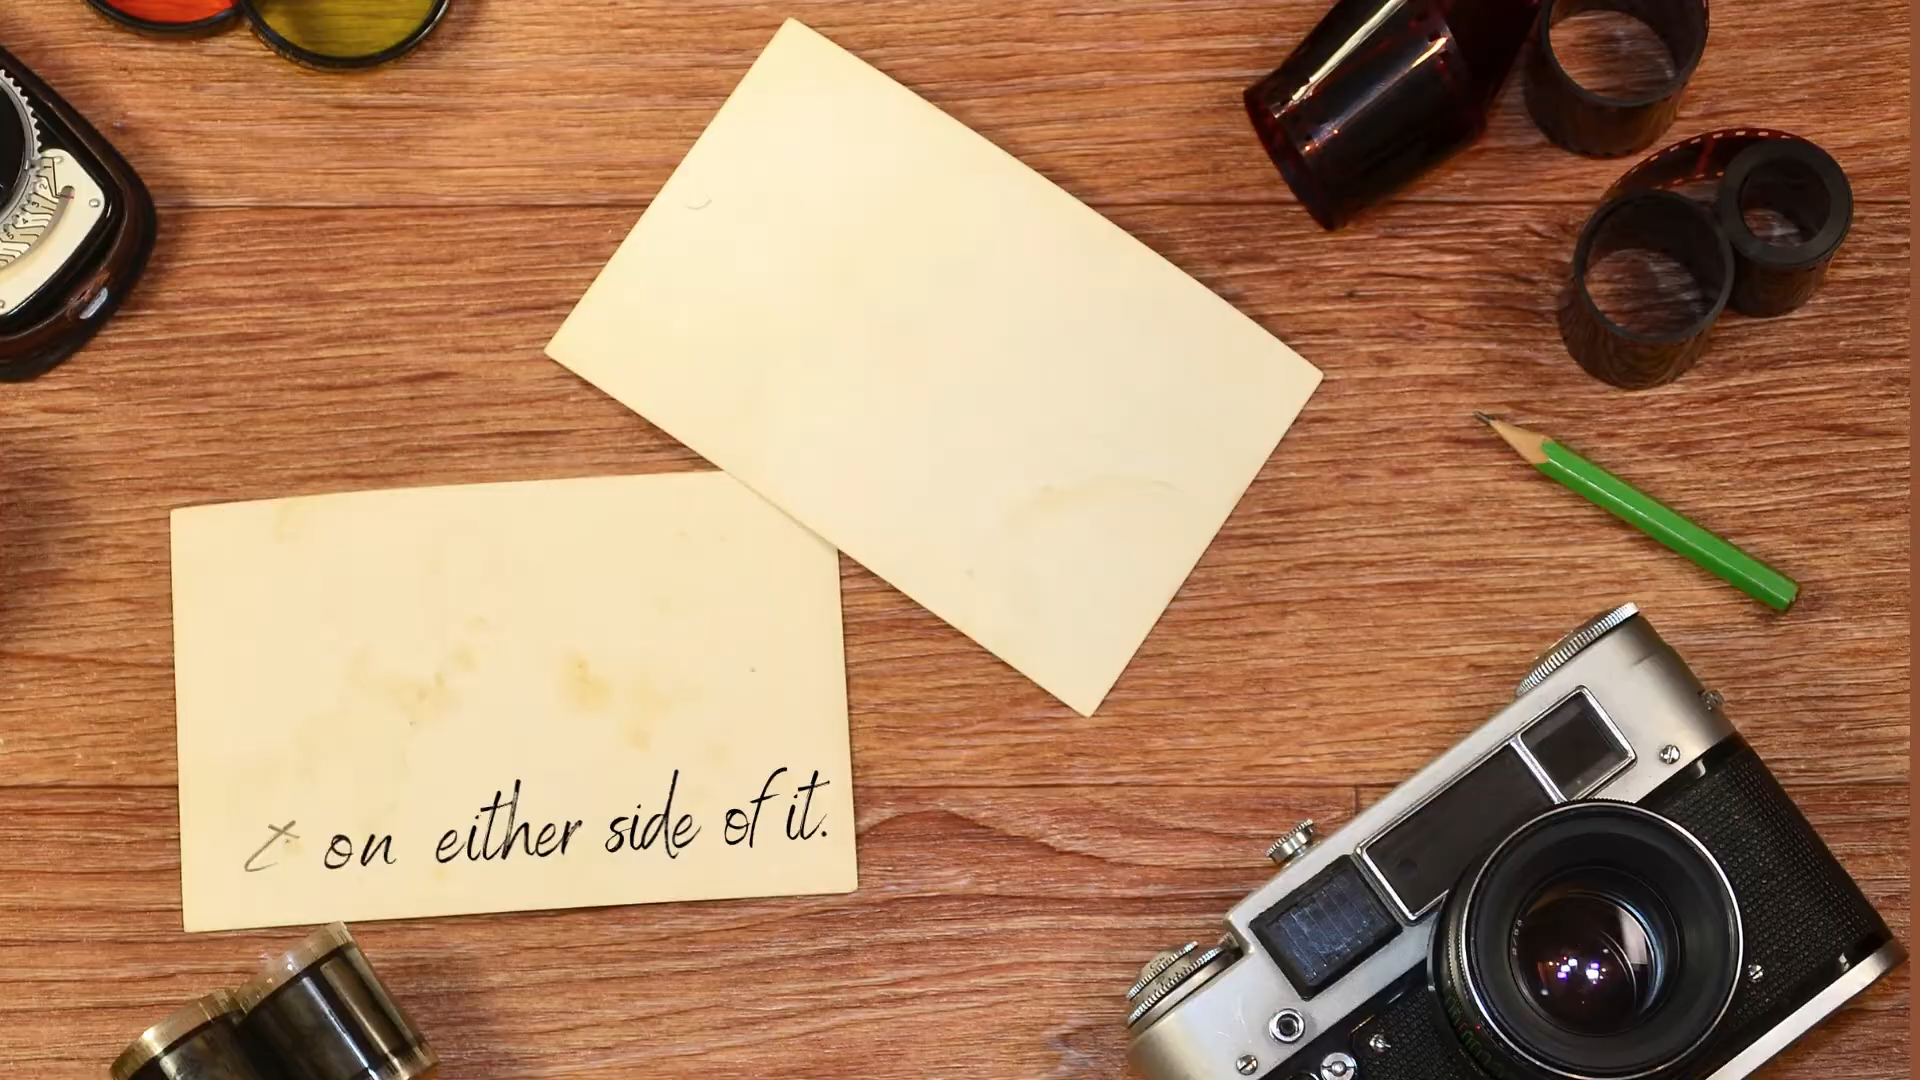 on either side of it.